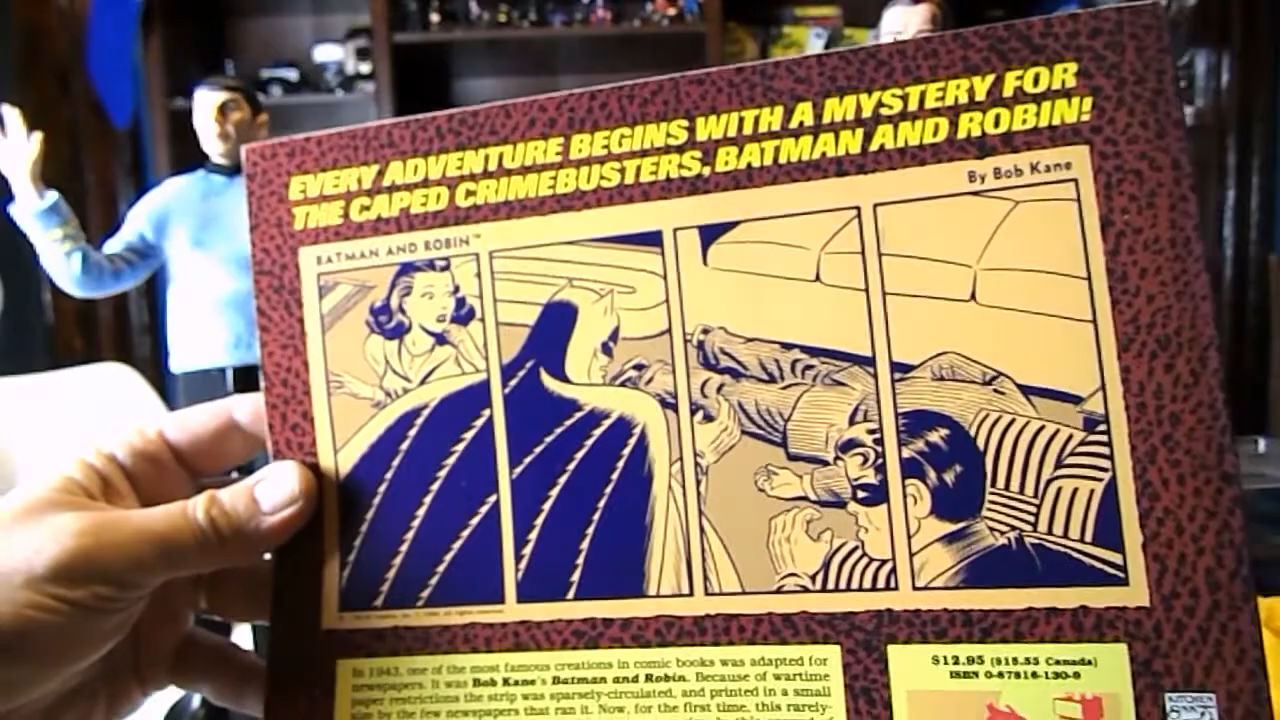 EVERY ADVENTURE BEGINS WITH A MYSTERY FOR
THE CAPED CRIMEBUSTERS, BATMAN AND ROBIN!
By Bob Kane
BATMAN AND ROBIN™
In 1943, one of the most famous creations in comic books was adapted for
newspapers. It was Bob Kane's Batman and Robin. Because of wartime
paper restrictions the strip was sparsely-circulated, and printed in a small
size by the few newspapers that ran it. Now, for the first time, this rarely-
$12.95 ($15.55 Canada)
ISBN 0-87816-130-9
KITCHEN
SINK